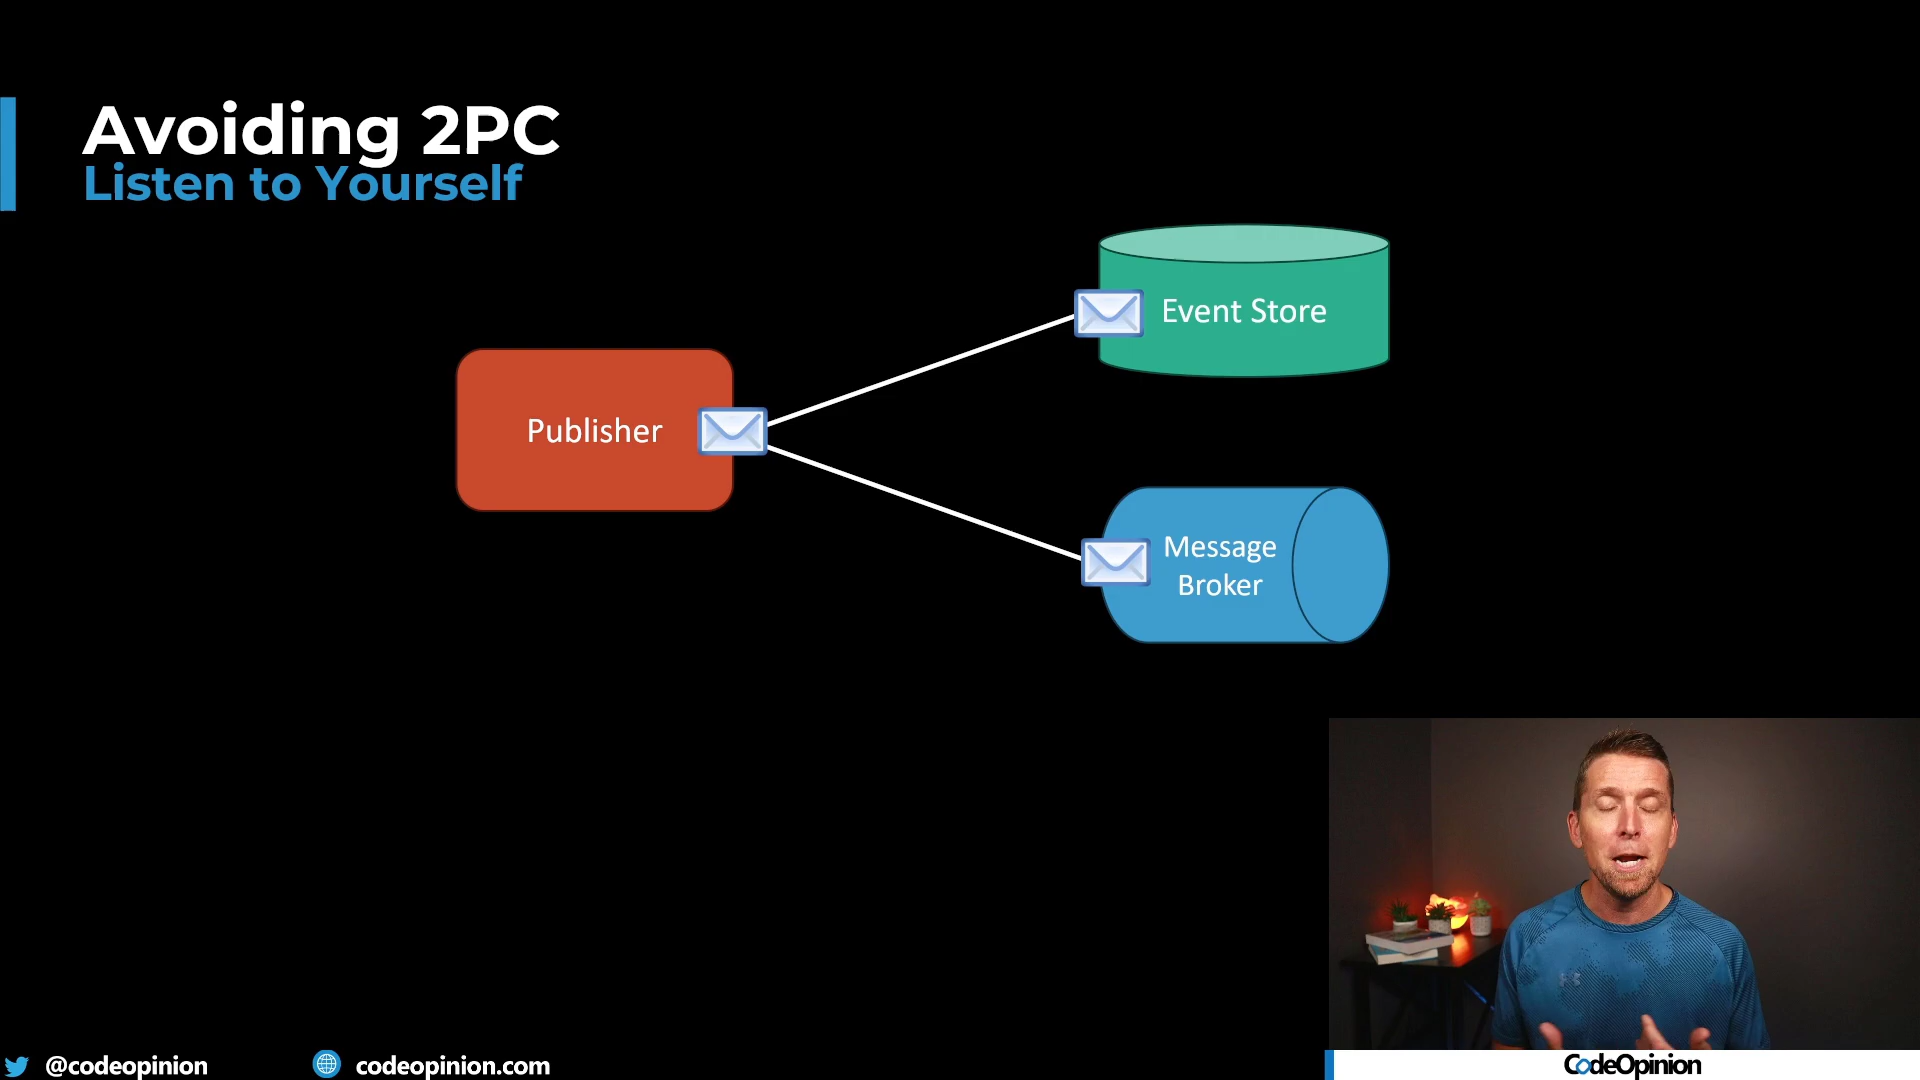 Avoiding 2PC
Listen to Yourself
Event Store
Publisher
Message
Broker
@codeopinion
codeopinion.com
CodeOpinion